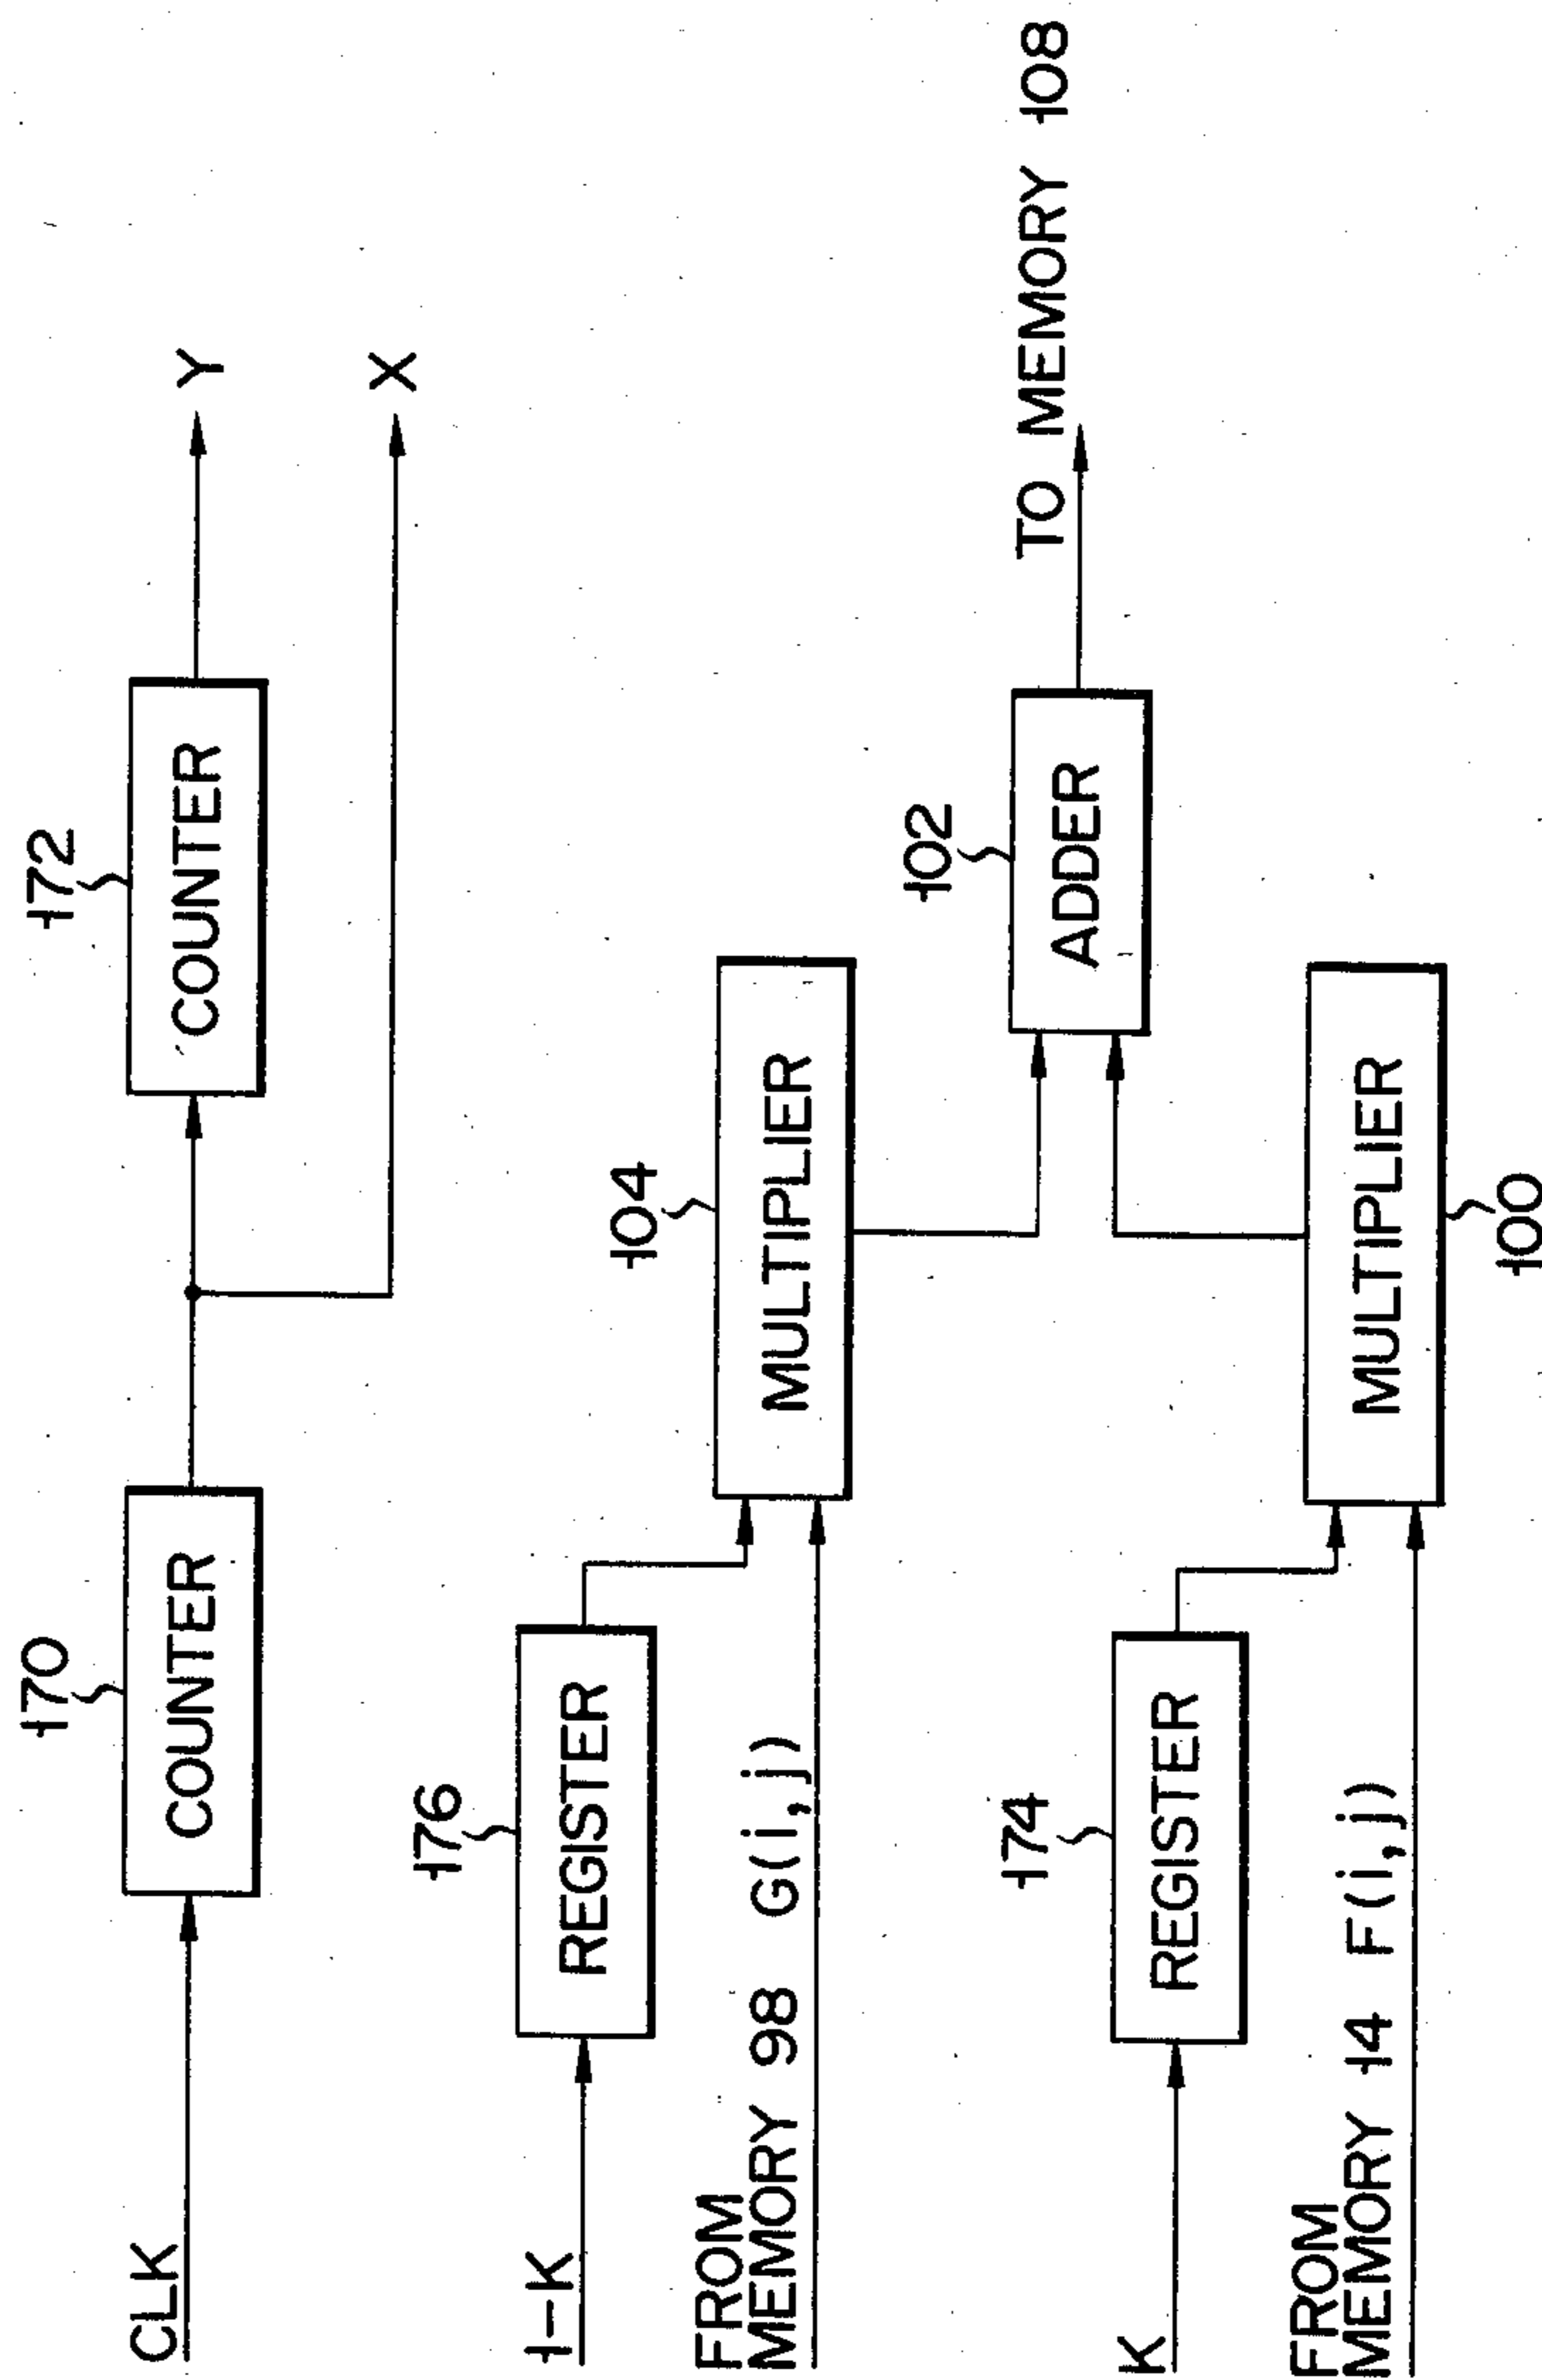 170
172
CLK
COUNTER
COUNTER
Y
X
176
1-K
REGISTER
104
FROM
MEMORY 98 G(i,j)
MULTIPLIER
102
ADDER
TO MEMORY 108
174
K
REGISTER
FROM
MEMORY 14 F(i,j)
MULTIPLIER
100